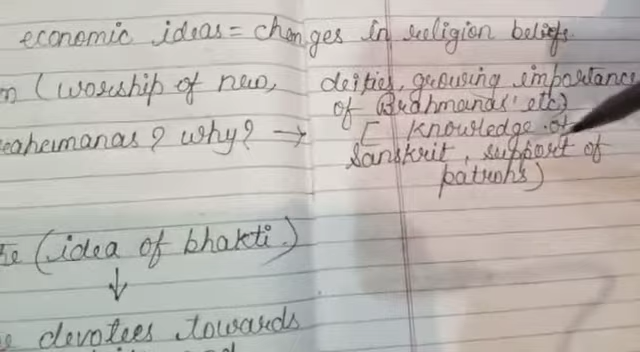 economic ideas = changes in religion beliefs
n (worship of new, deities, growing importance
of Brahmanas' etc)
rahmanas? why? → [ knowledge of
Sanskrit, support of
patrons)
(idea of bhakti.)
↓
devotees towards